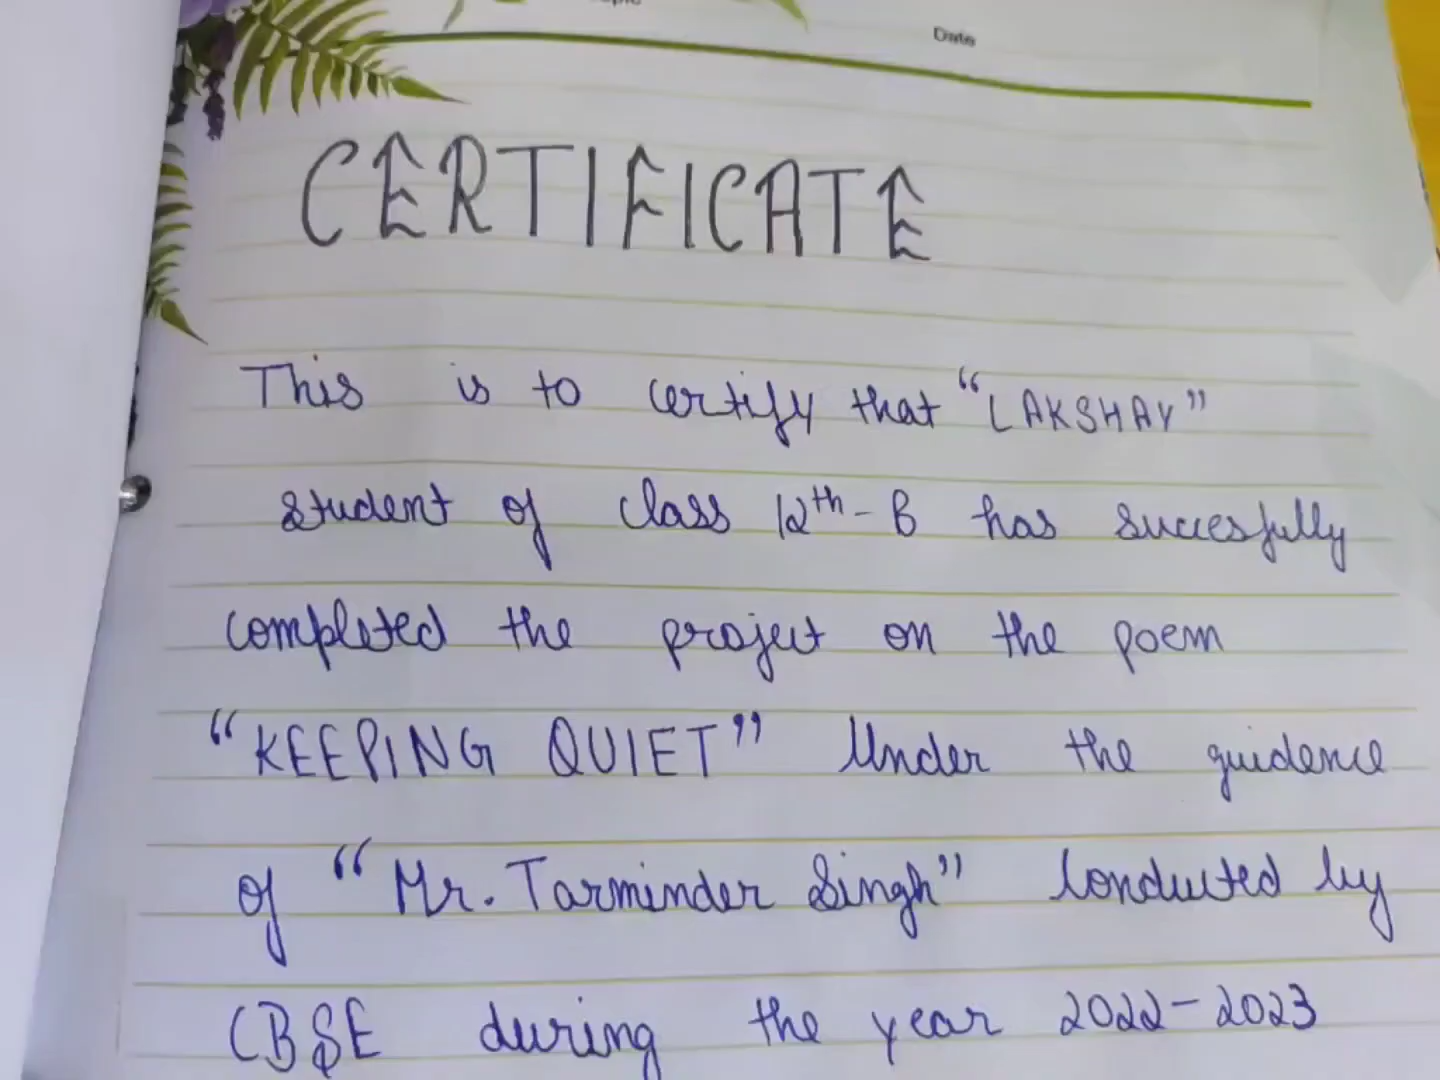 Date
CERTIFICATE
This is to certify that "LAKSHAY"
Student of class 12th-B has succesfully
completed the project on the poem
"KEEPING QUIET" Under the guidence
of "Mr. Tarminder Singh" Conducted by
CBSE during the year 2022-2023